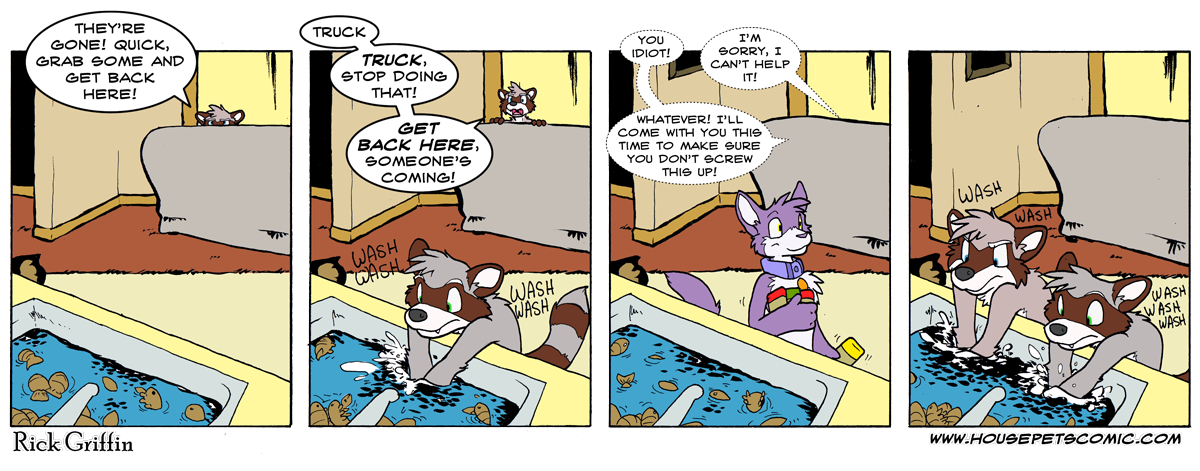 THEY'RE
GONE! QUICK,
GRAB SOME AND
GET BACK
HERE!
TRUCK
TRUCK,
STOP DOING
THAT!
GET
BACK HERE,
SOMEONE'S
COMING!
WASH
WASH
WASH
WASH
YOU
IDIOT!
I'M
SORRY, I
CAN'T HELP
IT!
WHATEVER! I'LL
COME WITH YOU THIS
TIME TO MAKE SURE
YOU DON'T SCREW
THIS UP!
WASH
WASH
WASH
WASH
WASH
Rick Griffin
WWW.HOUSEPETSCOMIC.COM